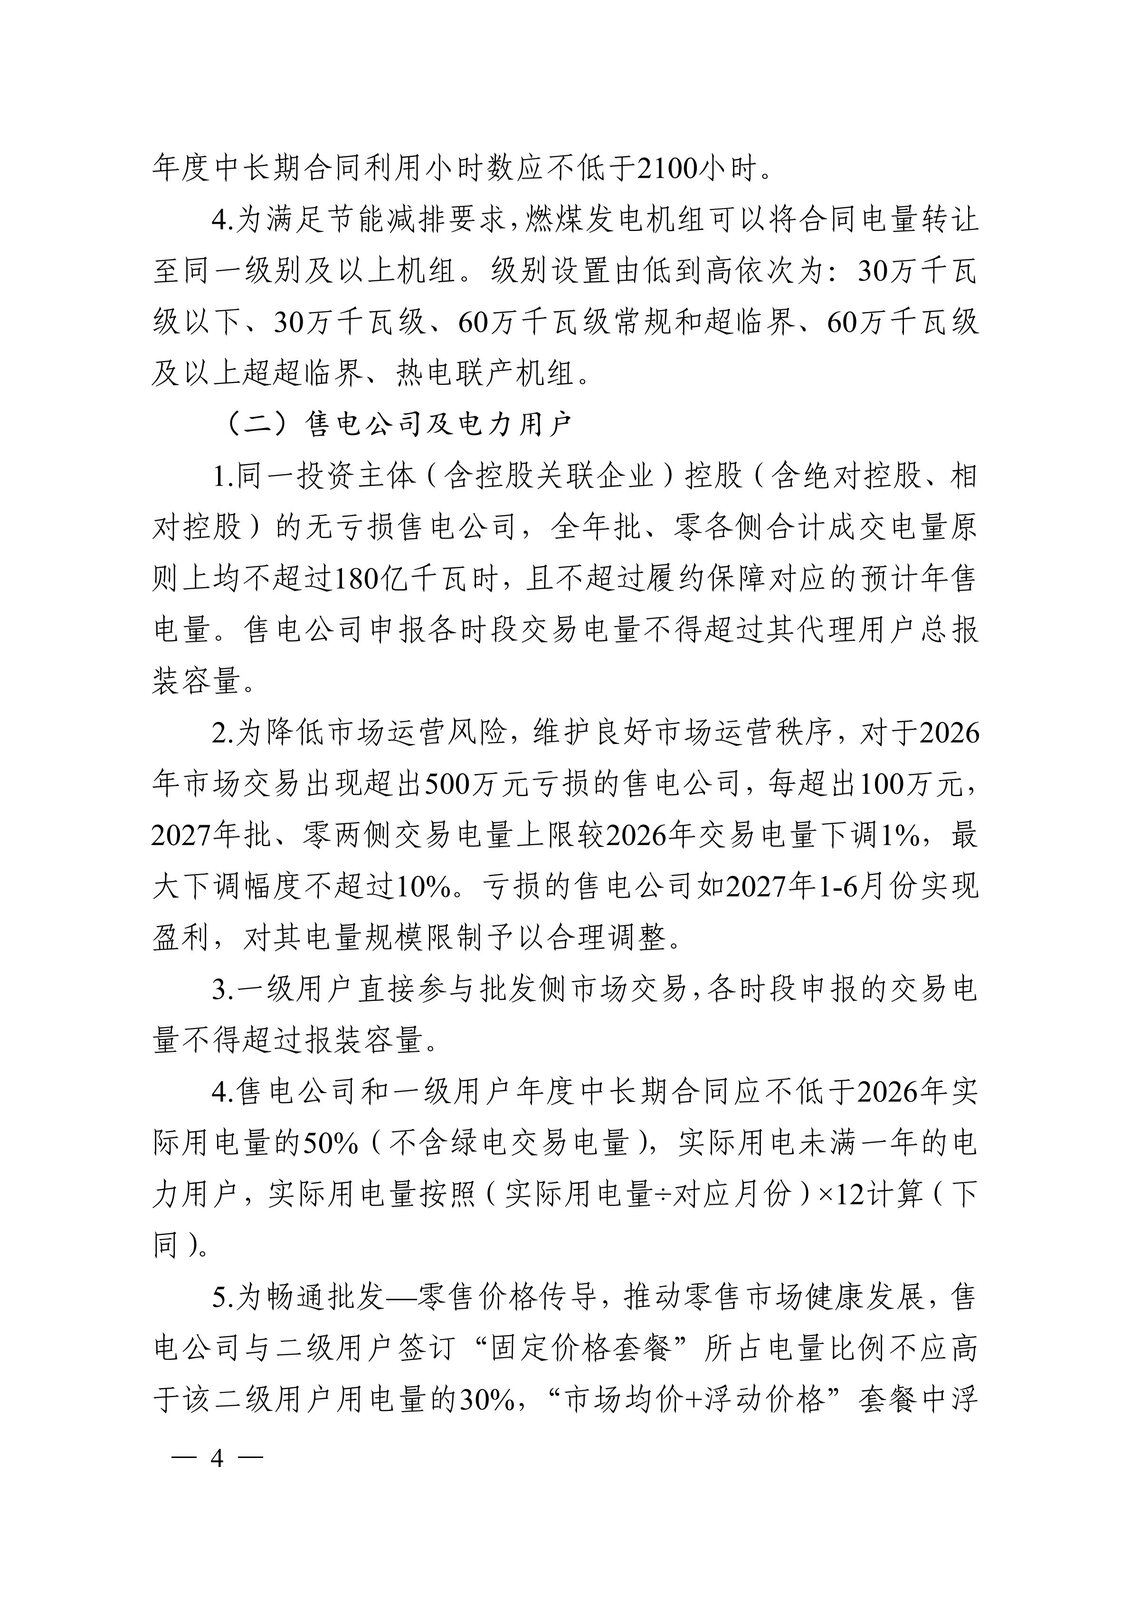 年度中长期合同利用小时数应不低于2100小时。
4.为满足节能减排要求，燃煤发电机组可以将合同电量转让
至同一级别及以上机组。级别设置由低到高依次为：30万千瓦
级以下、30万千瓦级、60万千瓦级常规和超临界、60万千瓦级
及以上超超临界、热电联产机组。
（二）售电公司及电力用户
1.同一投资主体（含控股关联企业）控股（含绝对控股、相
对控股）的无亏损售电公司，全年批、零各侧合计成交电量原
则上均不超过180亿千瓦时，且不超过履约保障对应的预计年售
电量。售电公司申报各时段交易电量不得超过其代理用户总报
装容量。
2.为降低市场运营风险，维护良好市场运营秩序，对于2026
年市场交易出现超出500万元亏损的售电公司，每超出100万元，
2027年批、零两侧交易电量上限较2026年交易电量下调1%，最
大下调幅度不超过10%。亏损的售电公司如2027年1-6月份实现
盈利，对其电量规模限制予以合理调整。
3.一级用户直接参与批发侧市场交易，各时段申报的交易电
量不得超过报装容量。
4.售电公司和一级用户年度中长期合同应不低于2026年实
际用电量的50%（不含绿电交易电量），实际用电未满一年的电
力用户，实际用电量按照（实际用电量÷对应月份）×12计算（下
同）。
5.为畅通批发—零售价格传导，推动零售市场健康发展，售
电公司与二级用户签订“固定价格套餐”所占电量比例不应高
于该二级用户用电量的30%，“市场均价+浮动价格”套餐中浮
— 4 —